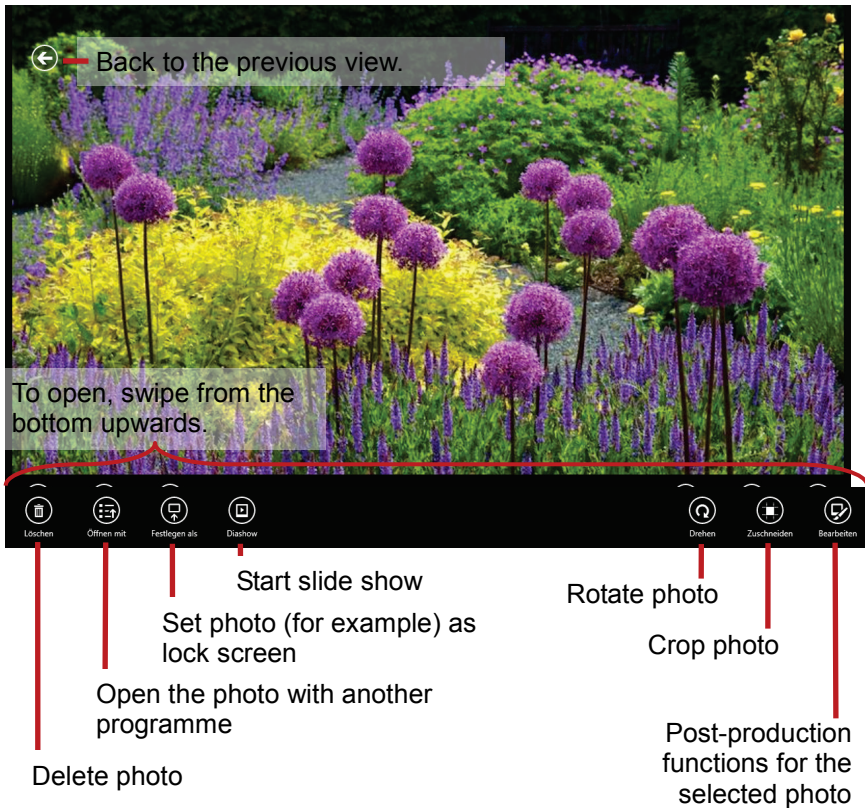 Back to the previous view.
To open, swipe from the
bottom upwards.
Löschen
Öffnen mit
Festlegen als
Diashow
Drehen
Zuschneiden
Bearbeiten
Start slide show
Rotate photo
Set photo (for example) as
lock screen
Crop photo
Open the photo with another
programme
Post-production
functions for the
selected photo
Delete photo